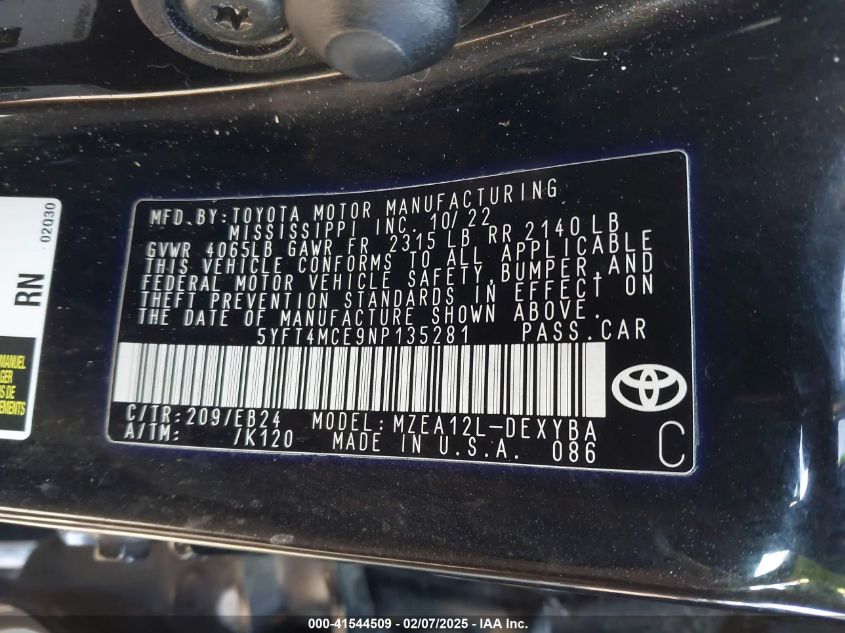 MFD. BY: TOYOTA MOTOR MANUFACTURING
MISSISSIPPI INC. 10/22
GVWR 4065LB GAWR FR 2315 LB RR 2140 LB
THIS VEHICLE CONFORMS TO ALL APPLICABLE
FEDERAL MOTOR VEHICLE SAFETY, BUMPER, AND
THEFT PREVENTION STANDARDS IN EFFECT ON
THE DATE OF MANUFACTURE SHOWN ABOVE.
5YFT4MCE9NP135281 PASS. CAR
C/TR: 209/EB24 MODEL: MZEA12L-DEXYBA
A/TM: /K120 MADE IN U.S.A. 086
C
02030
RN
MANUEL
000-41544509 — 02/07/2025 — IAA Inc.